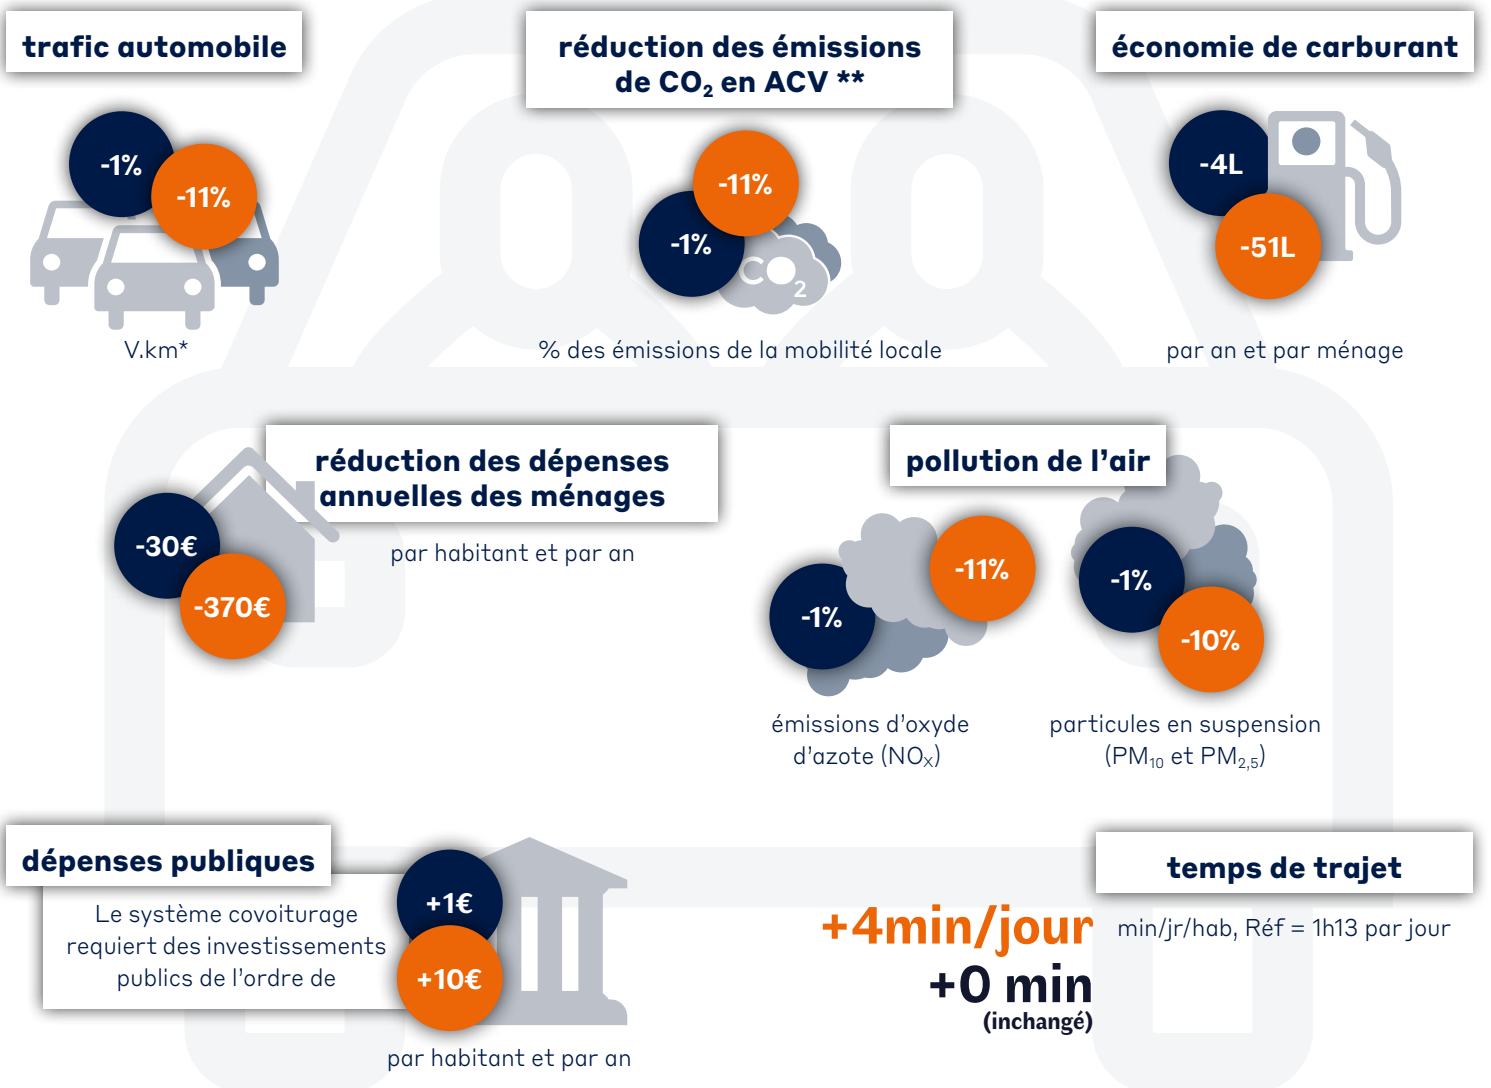 trafic automobile
-1%
-11%
V.km*
réduction des émissions
de CO₂ en ACV **
-11%
-1%
CO₂
% des émissions de la mobilité locale
économie de carburant
-4L
-51L
par an et par ménage
réduction des dépenses
annuelles des ménages
par habitant et par an
-30€
-370€
pollution de l'air
-1%
-11%
émissions d'oxyde
d'azote (NOₓ)
-1%
-10%
particules en suspension
(PM₁₀ et PM₂,₅)
dépenses publiques
Le système covoiturage
requiert des investissements
publics de l'ordre de
+1€
+10€
par habitant et par an
temps de trajet
+4min/jour
min/jr/hab, Réf = 1h13 par jour
+0 min
(inchangé)